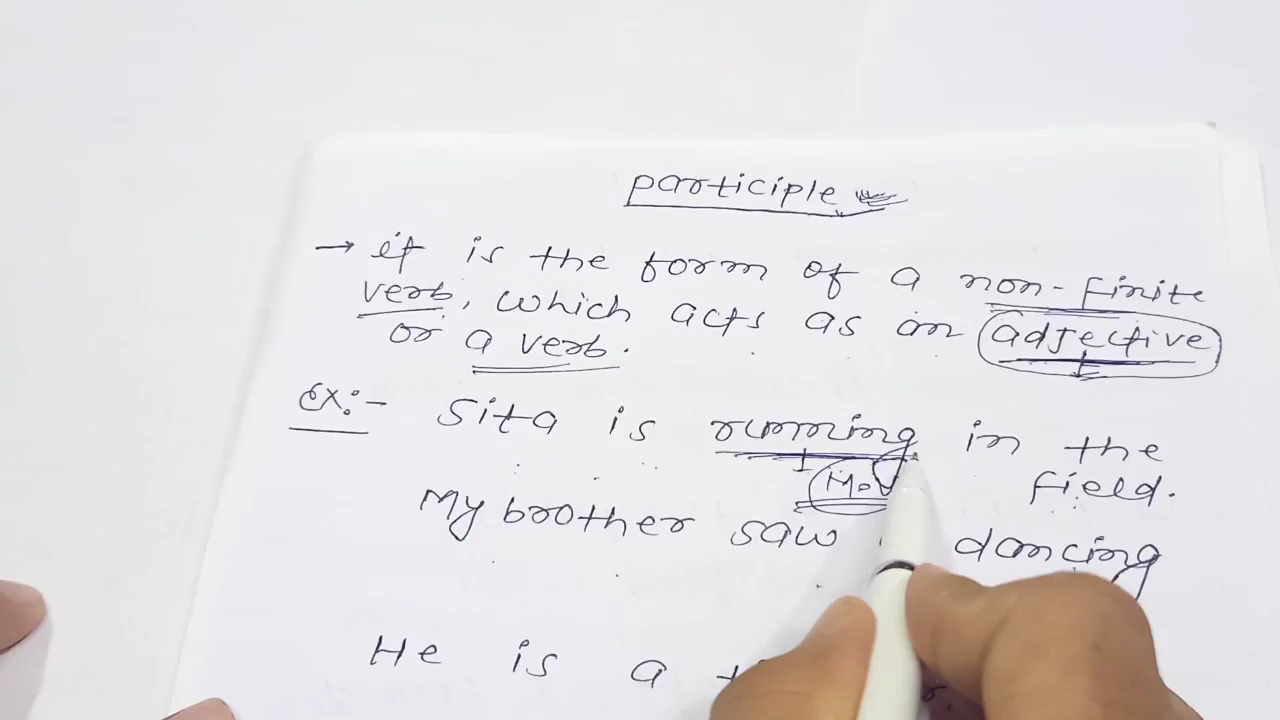 participle
→ it is the form of a non-finite
verb, which acts as an adjective
or a verb.
Ex:- Sita is running in the
field.
My brother saw dancing
He is a